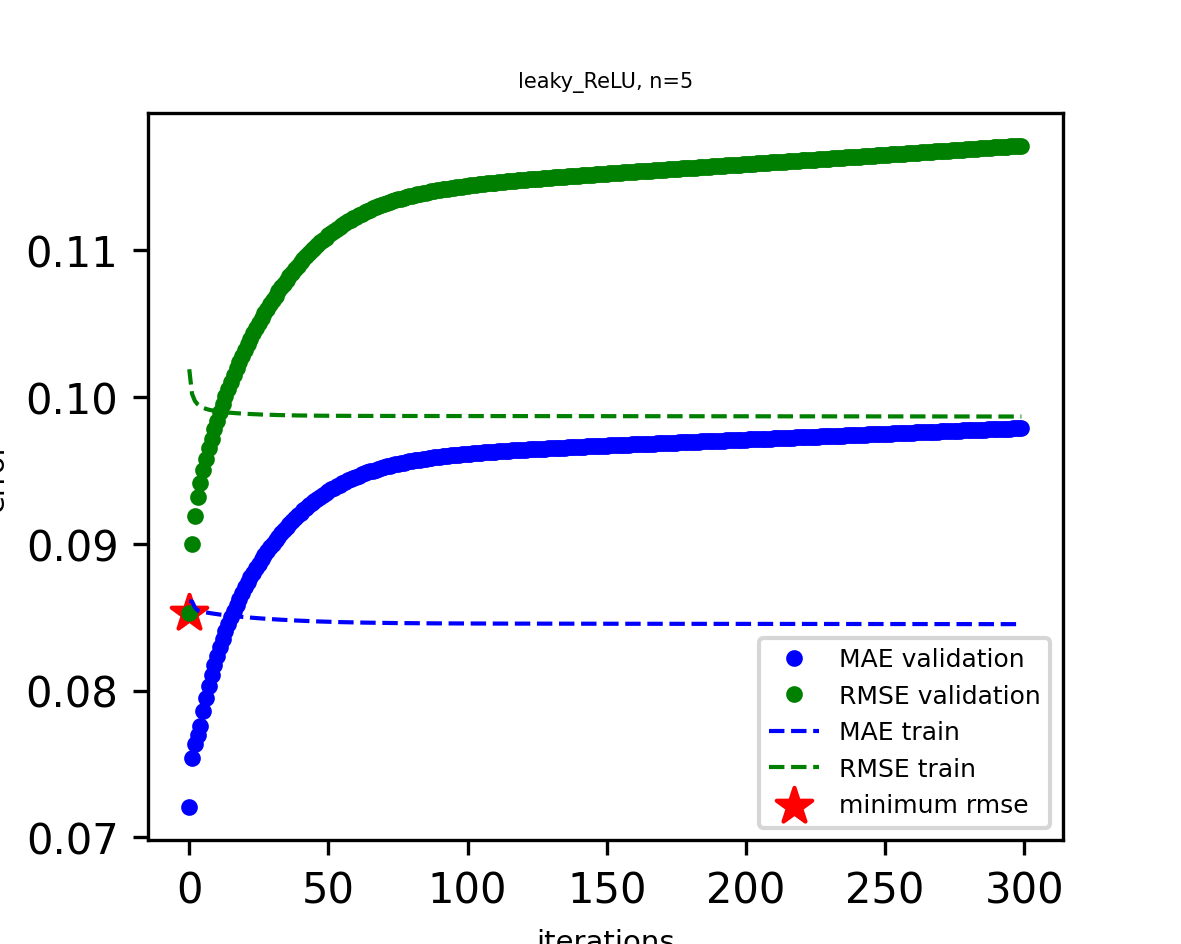 leaky_ReLU, n=5
0.11
0.10
0.09
0.08
0.07
0 50 100 150 200 250 300
iterations
MAE validation
RMSE validation
MAE train
RMSE train
minimum rmse